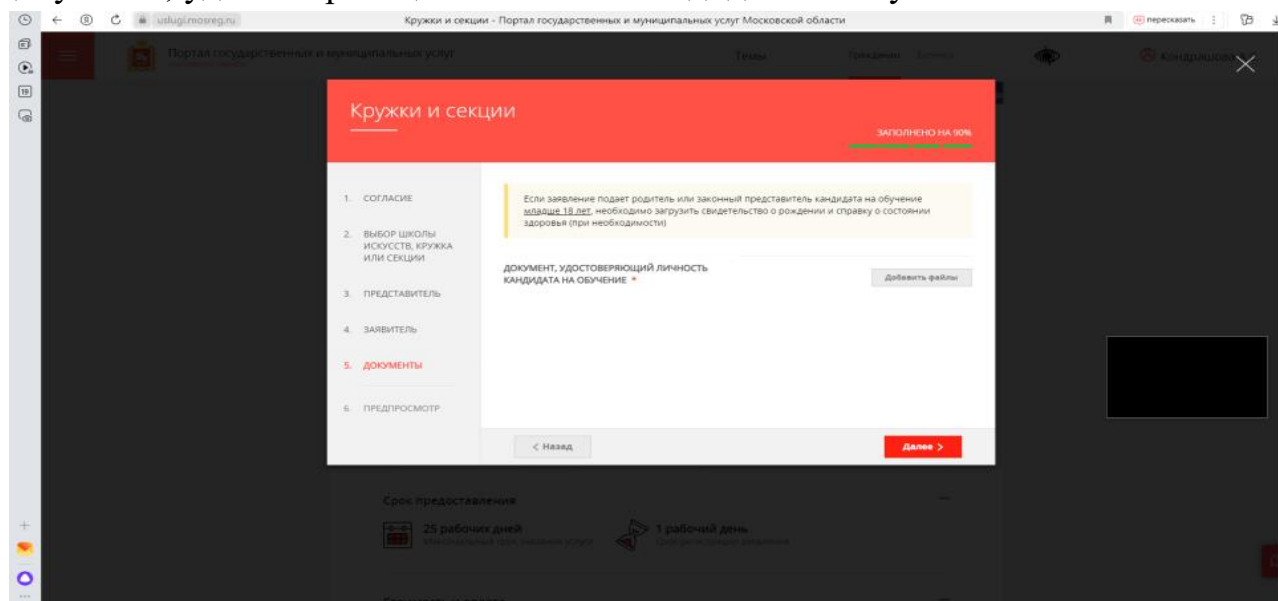 uslugi.mosreg.ru
Кружки и секции - Портал государственных и муниципальных услуг Московской области
пересказать
Портал государственных и муниципальных услуг
Темы
Гражданам
19
Кружки и секции
ЗАПОЛНЕНО НА 90%
1. СОГЛАСИЕ
2. ВЫБОР ШКОЛЫ
ИСКУССТВ, КРУЖКА
ИЛИ СЕКЦИИ
3. ПРЕДСТАВИТЕЛЬ
4. ЗАЯВИТЕЛЬ
5. ДОКУМЕНТЫ
6. ПРЕДПРОСМОТР
Если заявление подает родитель или законный представитель кандидата на обучение
младше 18 лет, необходимо загрузить свидетельство о рождении и справку о состоянии
здоровья (при необходимости)
ДОКУМЕНТ, УДОСТОВЕРЯЮЩИЙ ЛИЧНОСТЬ
КАНДИДАТА НА ОБУЧЕНИЕ *
Добавить файлы
< Назад
Далее >
Срок предоставления
25 рабочих дней
1 рабочий день